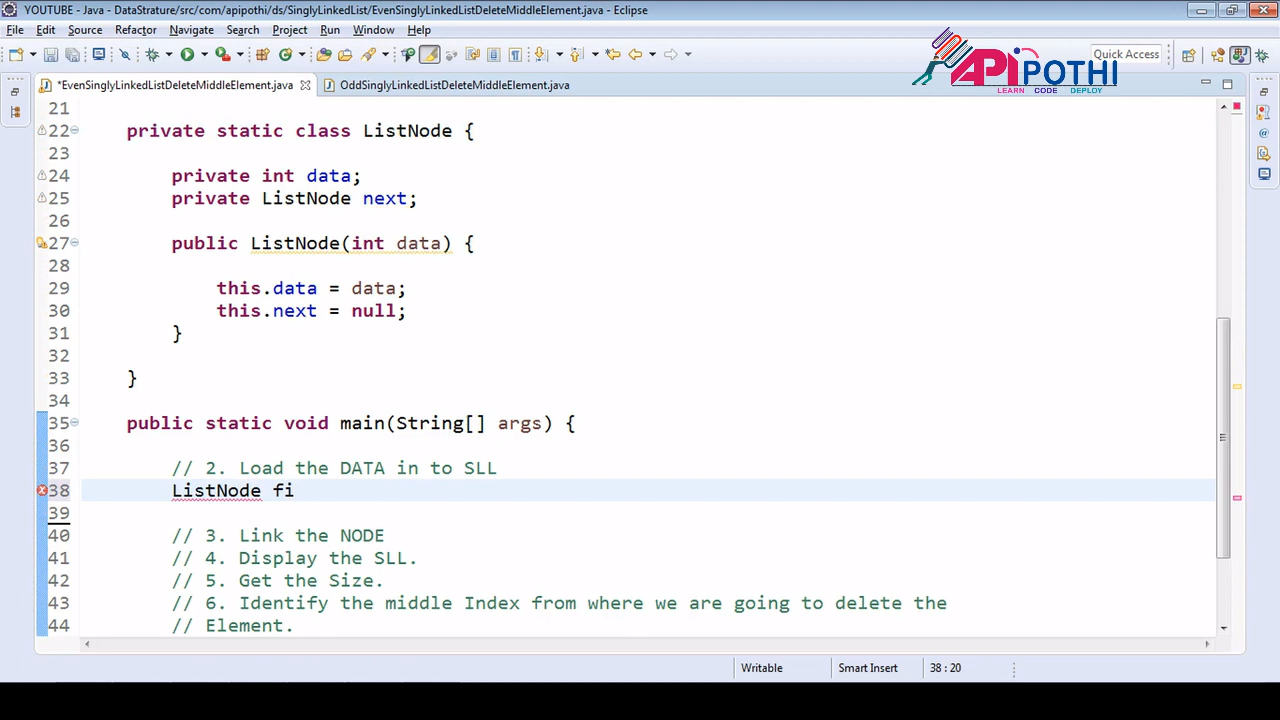 YOUTUBE - Java - DataStrature/src/com/apipothi/ds/SinglyLinkedList/EvenSinglyLinkedListDeleteMiddleElement.java - Eclipse
File Edit Source Refactor Navigate Search Project Run Window Help
Quick Access
APIPOTHI
LEARN CODE DEPLOY
*EvenSinglyLinkedListDeleteMiddleElement.java OddSinglyLinkedListDeleteMiddleElement.java
21
22 private static class ListNode {
23
24 private int data;
25 private ListNode next;
26
27 public ListNode(int data) {
28
29 this.data = data;
30 this.next = null;
31 }
32
33 }
34
35 public static void main(String[] args) {
36
37 // 2. Load the DATA in to SLL
38 ListNode fi
39
40 // 3. Link the NODE
41 // 4. Display the SLL.
42 // 5. Get the Size.
43 // 6. Identify the middle Index from where we are going to delete the
44 // Element.
Writable Smart Insert 38 : 20